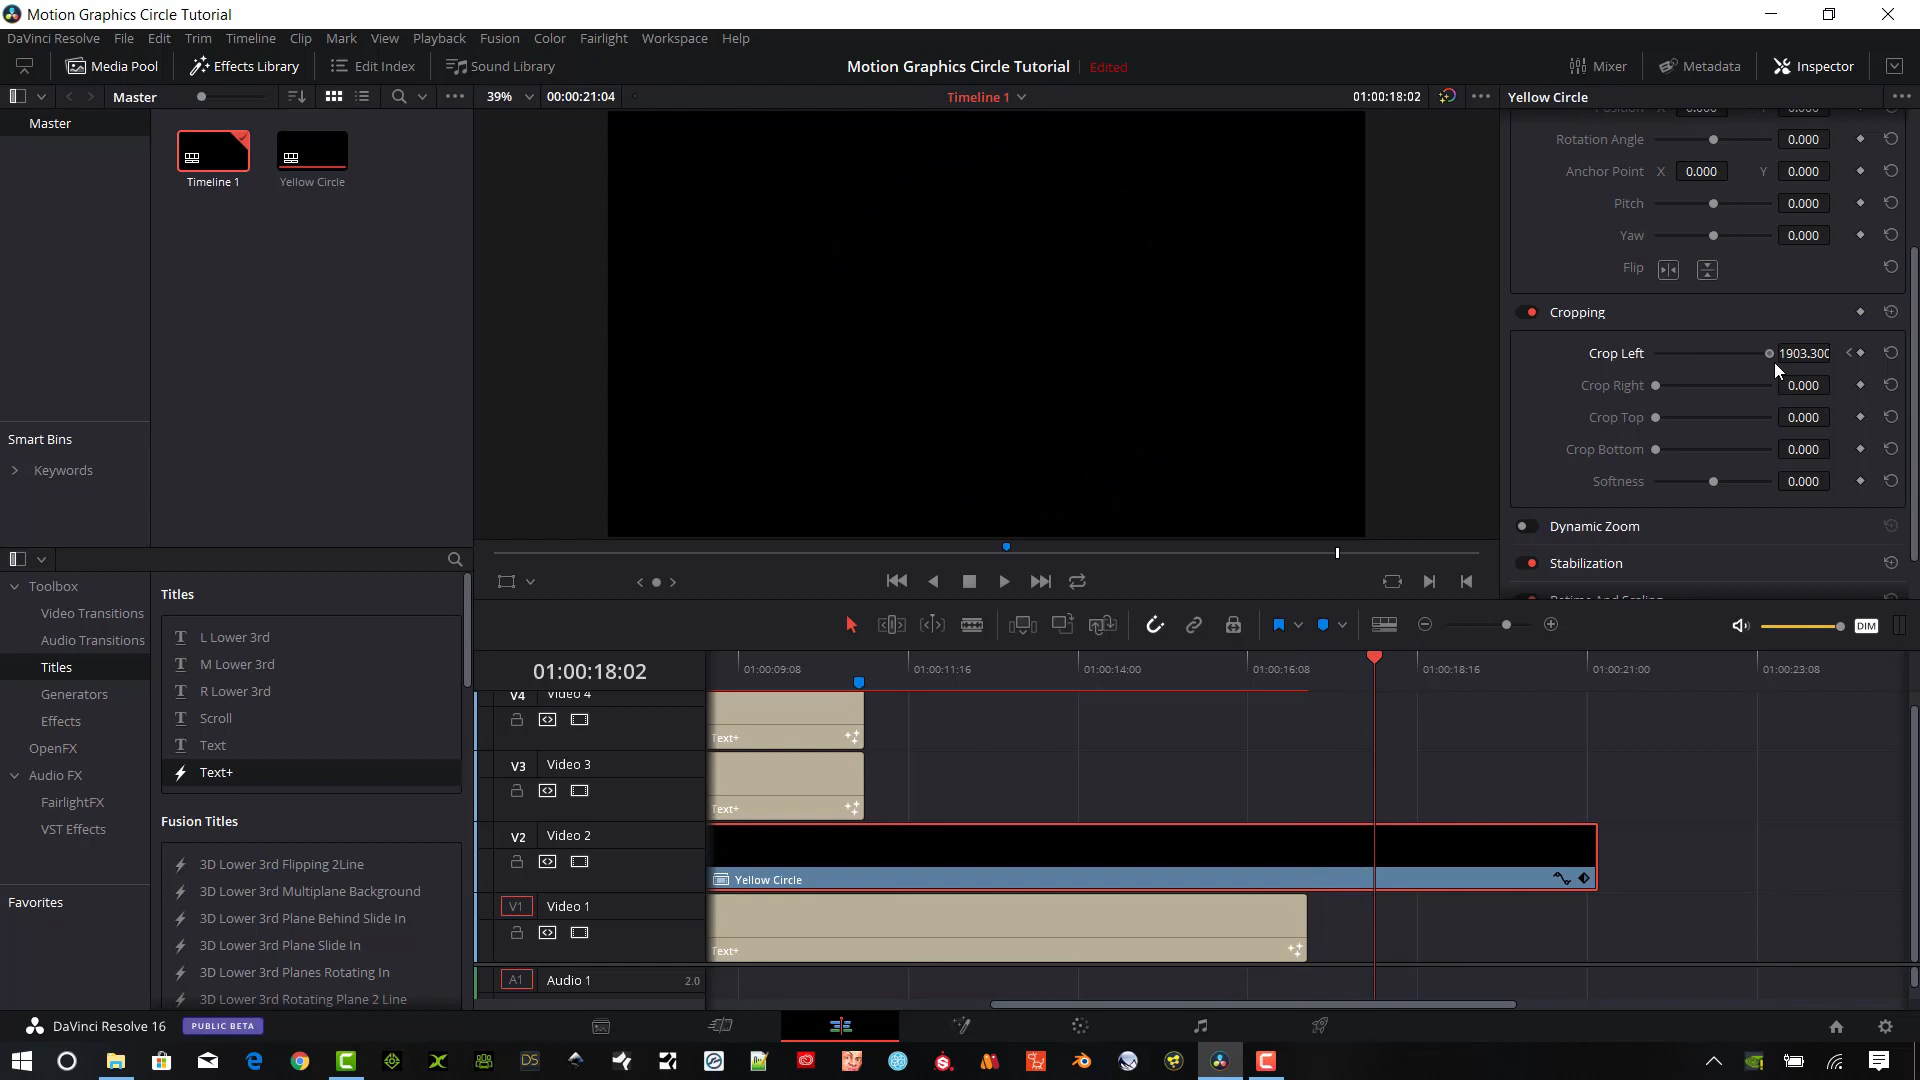 Motion Graphics Circle Tutorial
DaVinci Resolve File Edit Trim Timeline Clip Mark View Playback Fusion Color Fairlight Workspace Help
Media Pool Effects Library Edit Index Sound Library Motion Graphics Circle Tutorial Edited Mixer Metadata Inspector
Master 39% 00:00:21:04 Timeline 1 01:00:18:02 Yellow Circle
Master
Timeline 1 Yellow Circle
Rotation Angle 0.000
Anchor Point X 0.000 Y 0.000
Pitch 0.000
Yaw 0.000
Flip
Cropping
Crop Left 1903.300
Crop Right 0.000
Crop Top 0.000
Crop Bottom 0.000
Softness 0.000
Dynamic Zoom
Stabilization
Smart Bins
Keywords
Toolbox
Video Transitions
Audio Transitions
Titles
Generators
Effects
OpenFX
Audio FX
FairlightFX
VST Effects
Favorites
Titles
L Lower 3rd
M Lower 3rd
R Lower 3rd
Scroll
Text
Text+
Fusion Titles
3D Lower 3rd Flipping 2Line
3D Lower 3rd Multiplane Background
3D Lower 3rd Plane Behind Slide In
3D Lower 3rd Plane Slide In
3D Lower 3rd Planes Rotating In
3D Lower 3rd Rotating Plane 2 Line
DIM
01:00:18:02 01:00:09:08 01:00:11:16 01:00:14:00 01:00:16:08 01:00:18:16 01:00:21:00 01:00:23:08
V4 Video 4
Text+
V3 Video 3
Text+
V2 Video 2
Yellow Circle
V1 Video 1
Text+
A1 Audio 1 2.0
DaVinci Resolve 16 PUBLIC BETA
DS